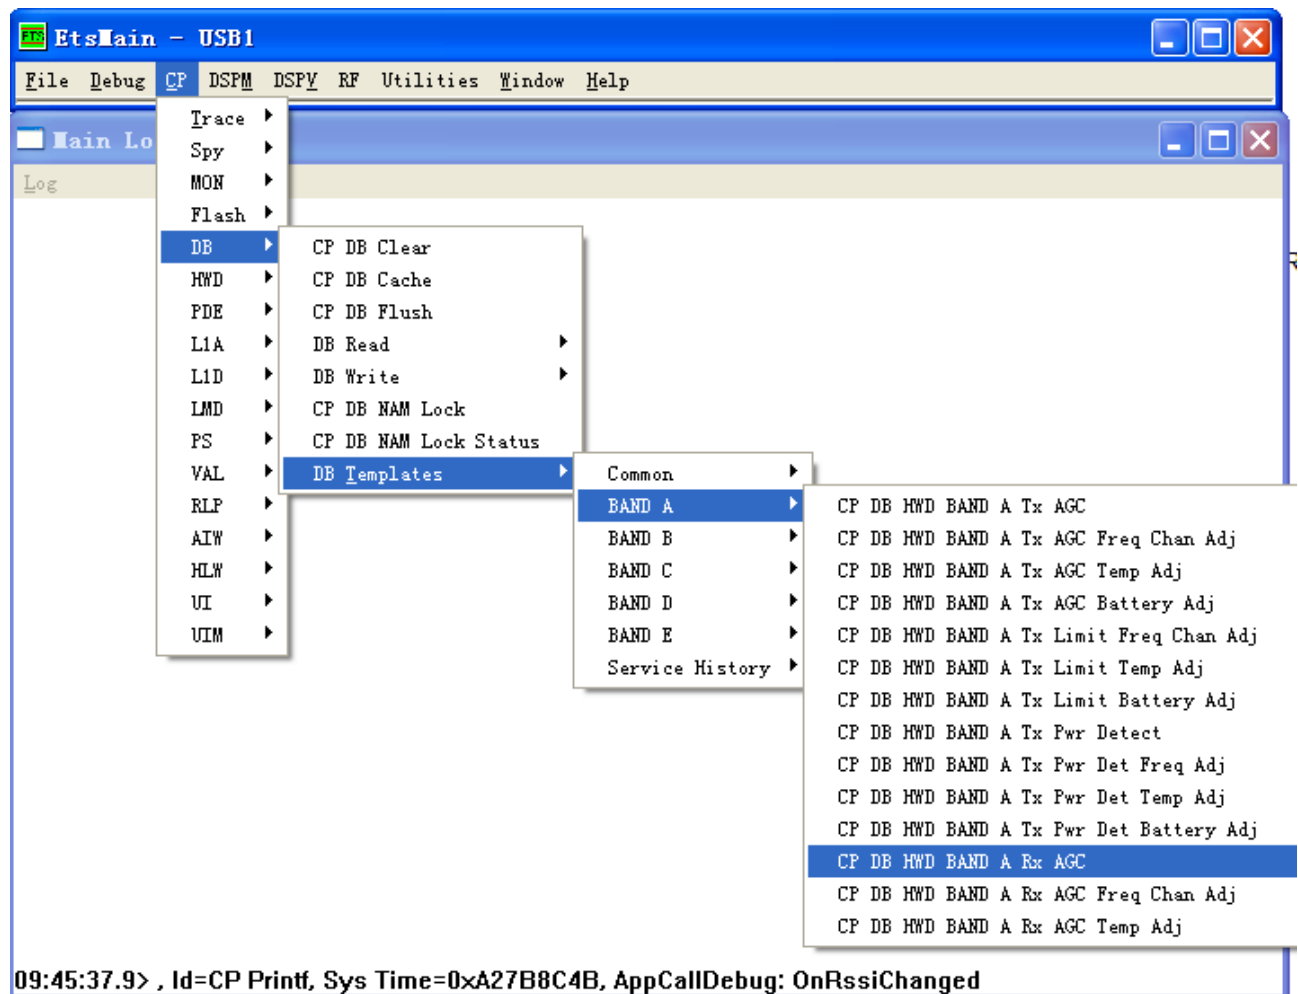 ETS EtsMain - USB1
File Debug CP DSPM DSPV RF Utilities Window Help
Main Lo
Log
Trace
Spy
MON
Flash
DB
HWD
PDE
L1A
L1D
LMD
PS
VAL
RLP
AIW
HLW
UI
UIM
CP DB Clear
CP DB Cache
CP DB Flush
DB Read
DB Write
CP DB NAM Lock
CP DB NAM Lock Status
DB Templates
Common
BAND A
BAND B
BAND C
BAND D
BAND E
Service History
CP DB HWD BAND A Tx AGC
CP DB HWD BAND A Tx AGC Freq Chan Adj
CP DB HWD BAND A Tx AGC Temp Adj
CP DB HWD BAND A Tx AGC Battery Adj
CP DB HWD BAND A Tx Limit Freq Chan Adj
CP DB HWD BAND A Tx Limit Temp Adj
CP DB HWD BAND A Tx Limit Battery Adj
CP DB HWD BAND A Tx Pwr Detect
CP DB HWD BAND A Tx Pwr Det Freq Adj
CP DB HWD BAND A Tx Pwr Det Temp Adj
CP DB HWD BAND A Tx Pwr Det Battery Adj
CP DB HWD BAND A Rx AGC
CP DB HWD BAND A Rx AGC Freq Chan Adj
CP DB HWD BAND A Rx AGC Temp Adj
09:45:37.9> , Id=CP Printf, Sys Time=0xA27B8C4B, AppCallDebug: OnRssiChanged